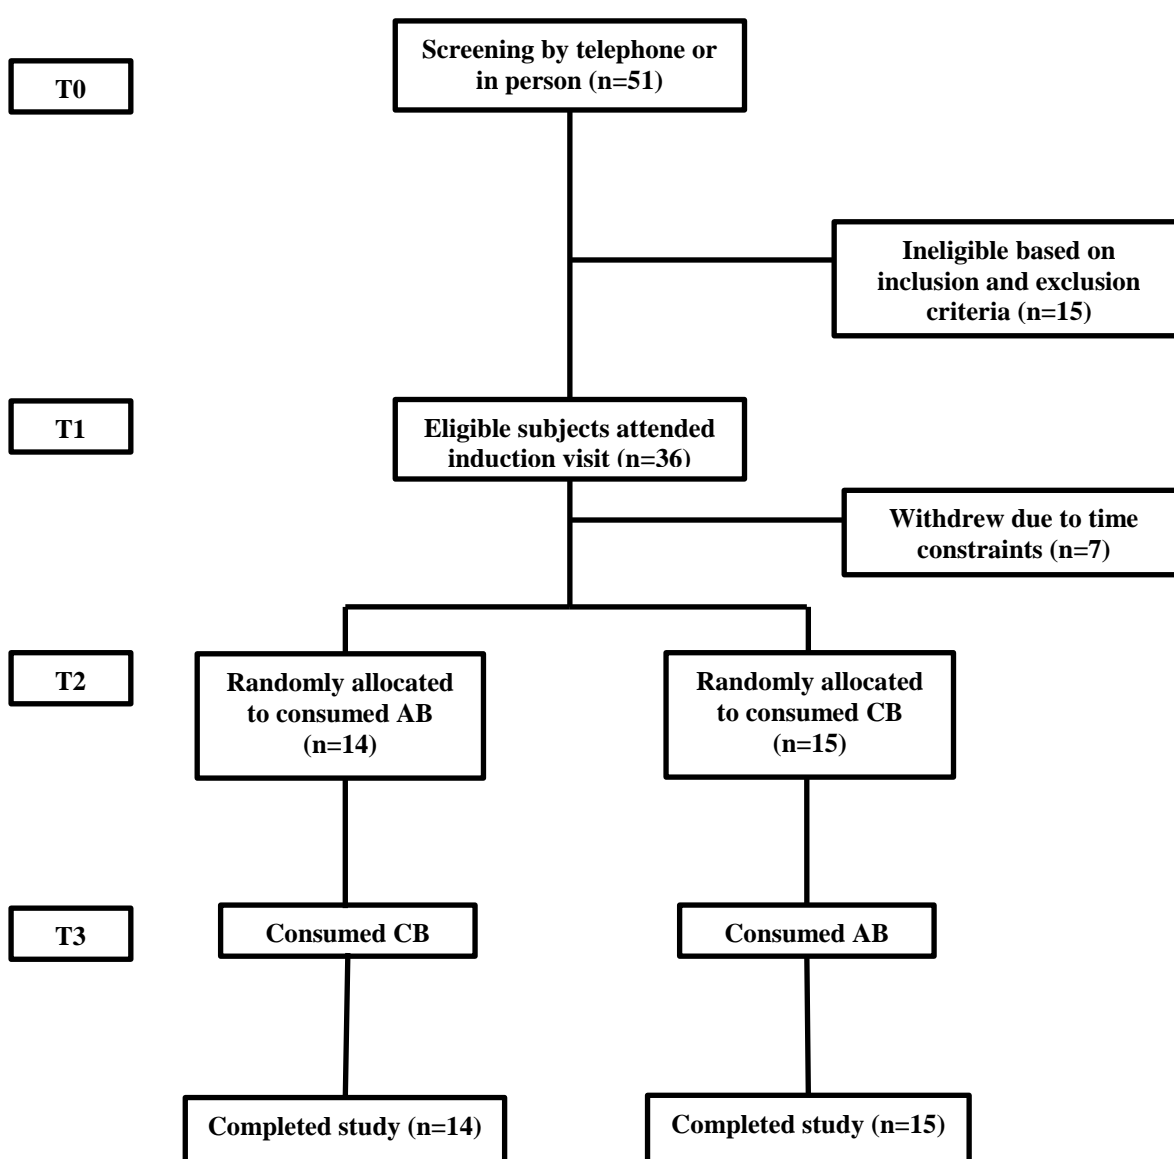 T0
Screening by telephone or
in person (n=51)
Ineligible based on
inclusion and exclusion
criteria (n=15)
T1
Eligible subjects attended
induction visit (n=36)
Withdrew due to time
constraints (n=7)
T2
Randomly allocated
to consumed AB
(n=14)
Randomly allocated
to consumed CB
(n=15)
T3
Consumed CB
Consumed AB
Completed study (n=14)
Completed study (n=15)